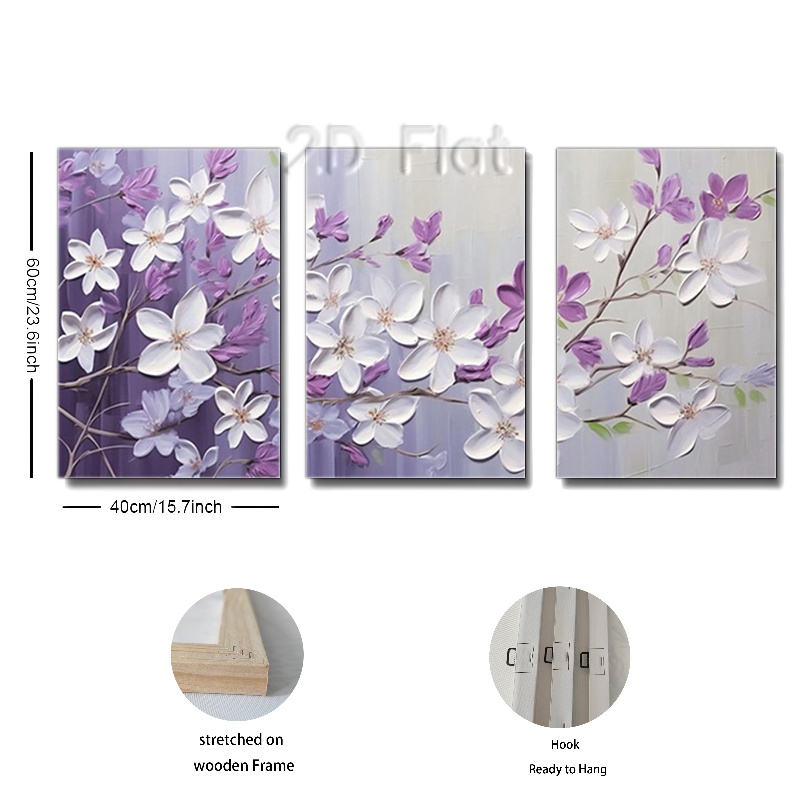 2D Flat
60cm/23.6inch
40cm/15.7inch
stretched on
wooden Frame
Hook
Ready to Hang